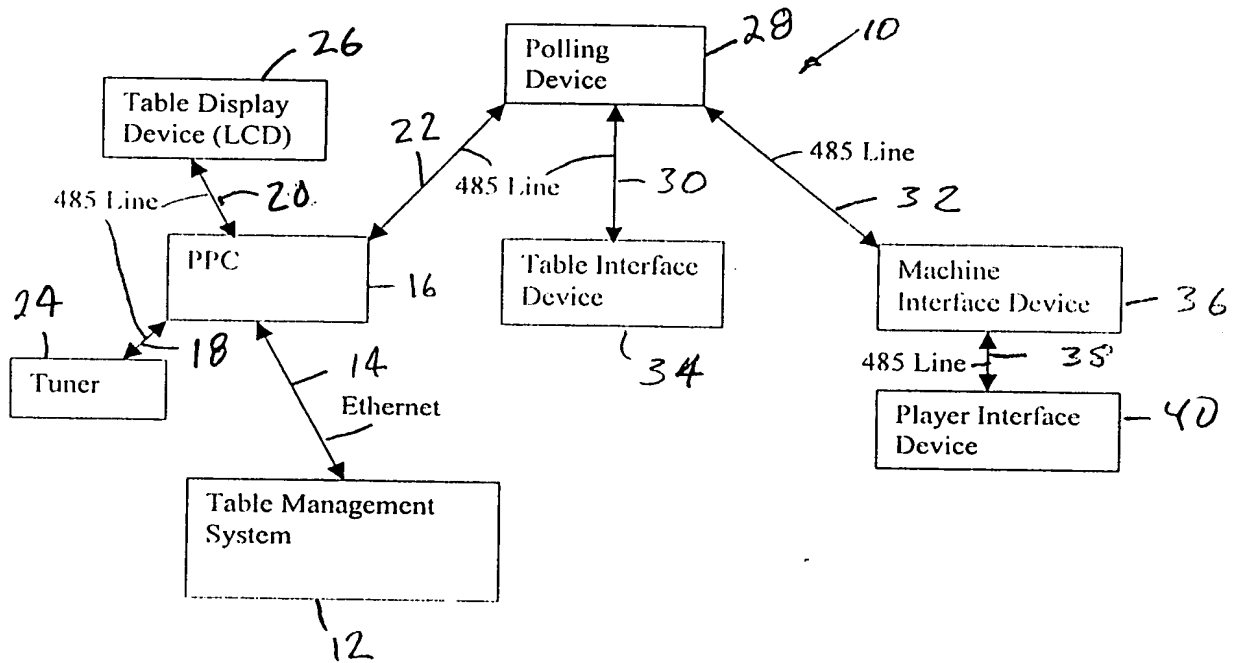 26
28
10
Polling
Device
Table Display
Device (LCD)
22
485 Line
485 Line
30
32
485 Line
20
PPC
16
Table Interface
Device
Machine
Interface Device
36
24
18
34
485 Line
38
Tuner
14
Ethernet
Player Interface
Device
40
Table Management
System
12